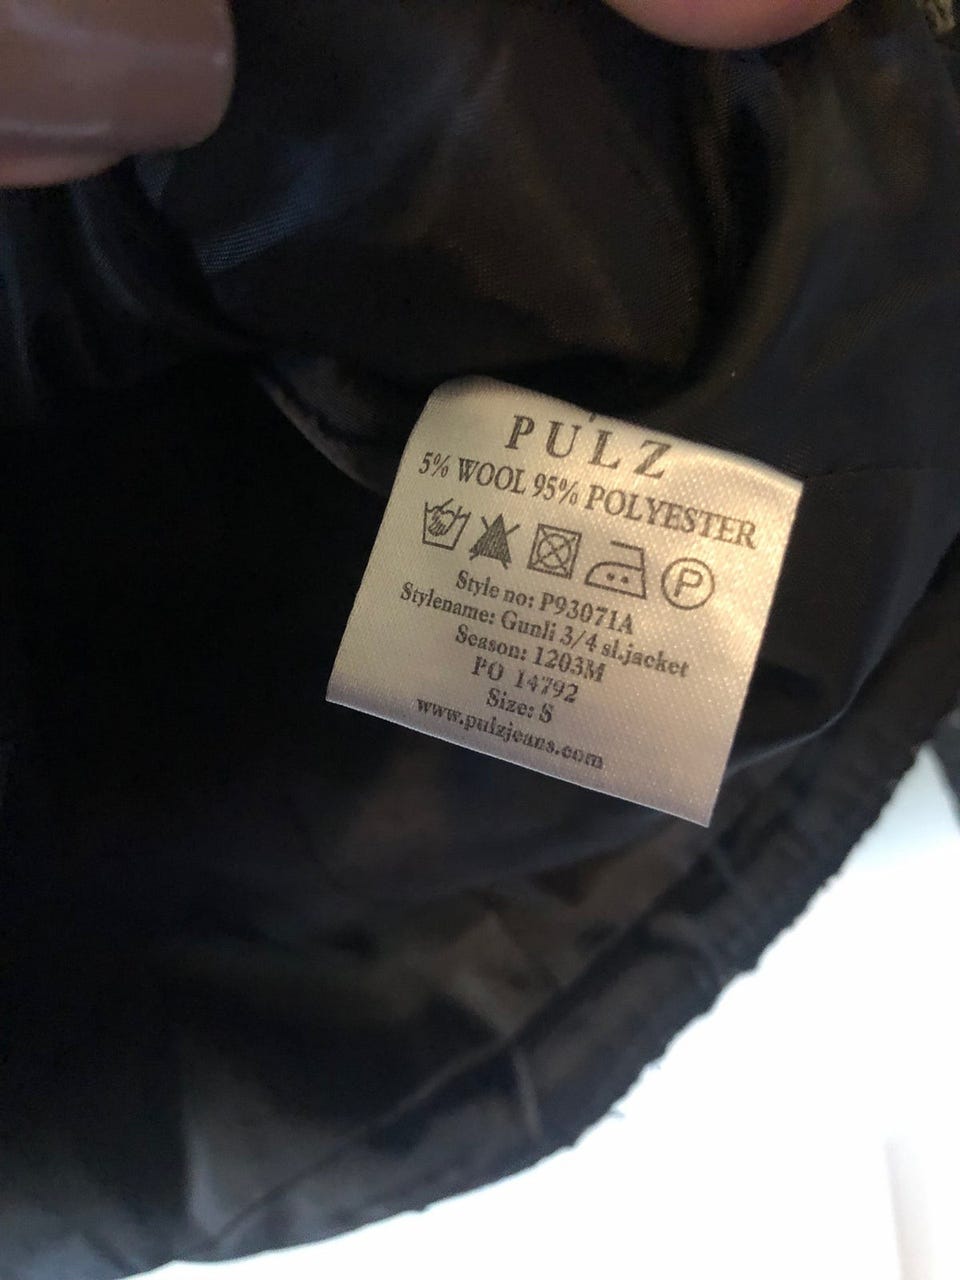 PULZ
5% WOOL 95% POLYESTER
P
Style no: P93071A
Stylename: Gunli 3/4 sl.jacket
Season: 1203M
PO 14792
Size: S
www.pulzjeans.com